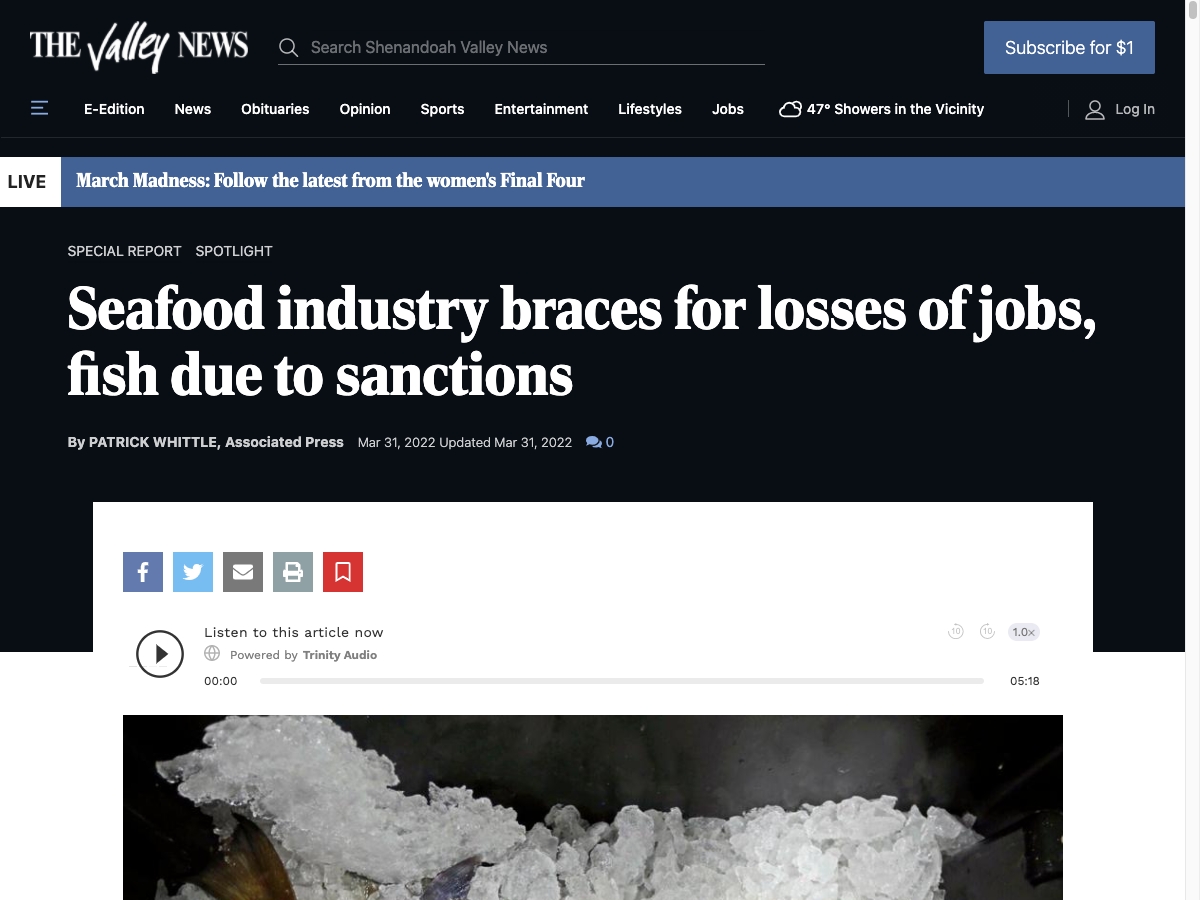 THE Valley NEWS
Search Shenandoah Valley News
Subscribe for $1
E-Edition News Obituaries Opinion Sports Entertainment Lifestyles Jobs 47° Showers in the Vicinity Log In
LIVE March Madness: Follow the latest from the women's Final Four
SPECIAL REPORT SPOTLIGHT
Seafood industry braces for losses of jobs,
fish due to sanctions
By PATRICK WHITTLE, Associated Press Mar 31, 2022 Updated Mar 31, 2022 0
Listen to this article now
10 10 1.0×
Powered by Trinity Audio
00:00 05:18